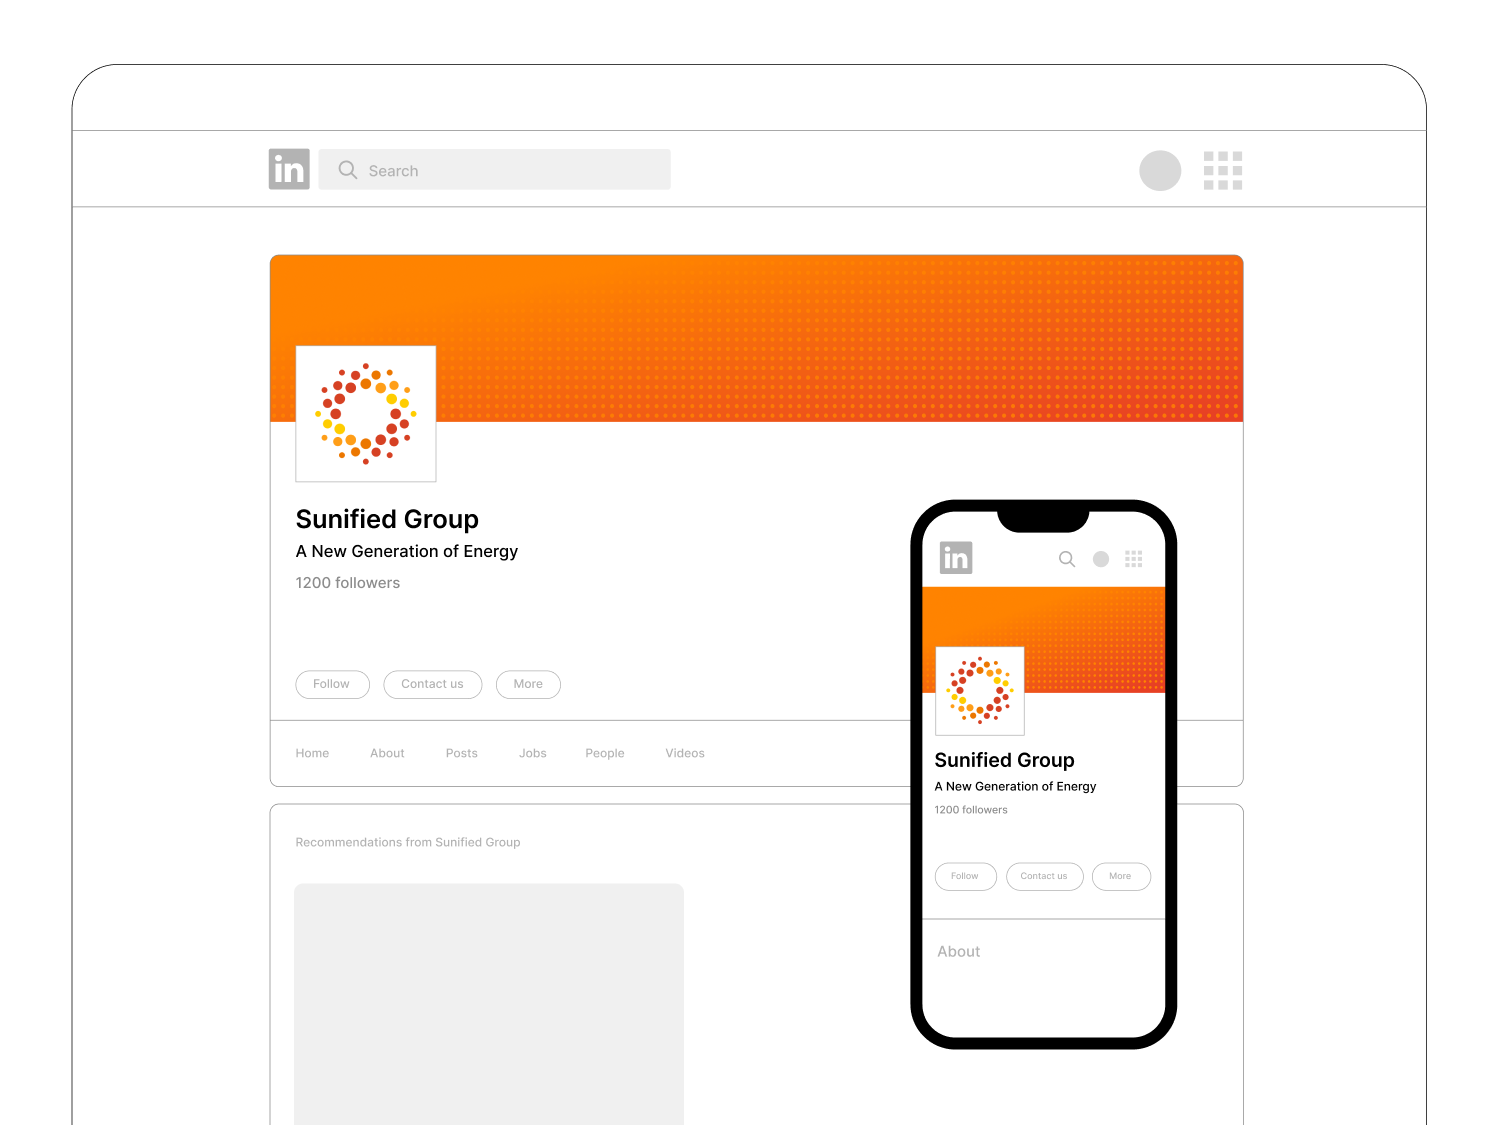 in
Search
Sunified Group
A New Generation of Energy
1200 followers
Follow
Contact us
More
Home
About
Posts
Jobs
People
Videos
Recommendations from Sunified Group
in
Sunified Group
A New Generation of Energy
1200 followers
Follow
Contact us
More
About